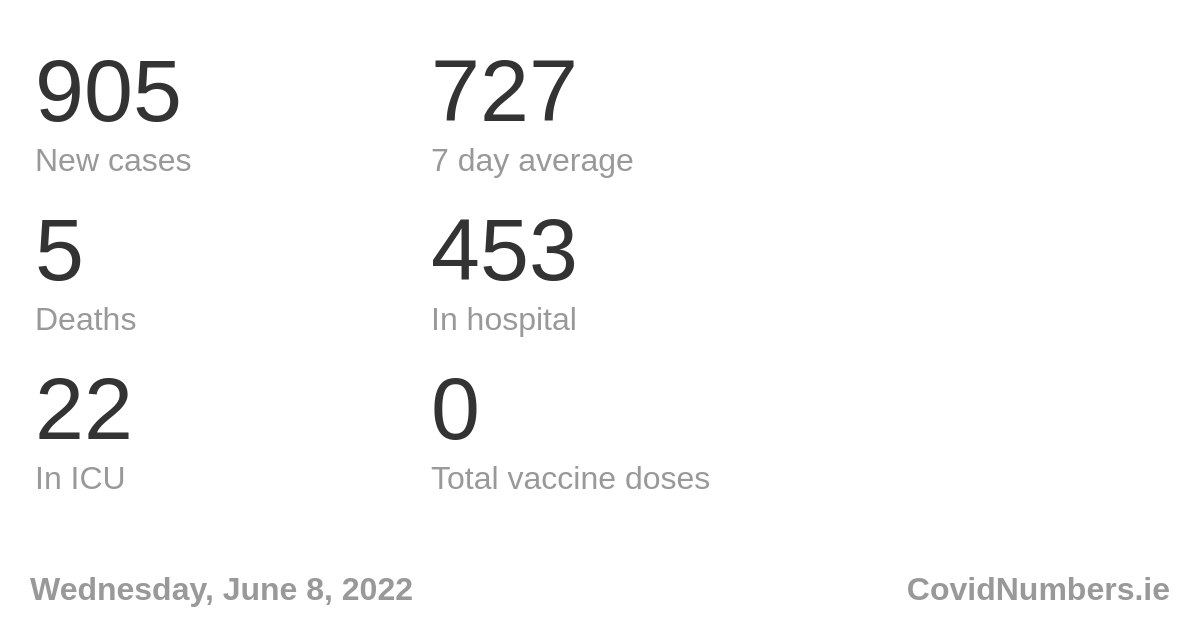 905
New cases
727
7 day average
5
Deaths
453
In hospital
22
In ICU
0
Total vaccine doses
Wednesday, June 8, 2022
CovidNumbers.ie